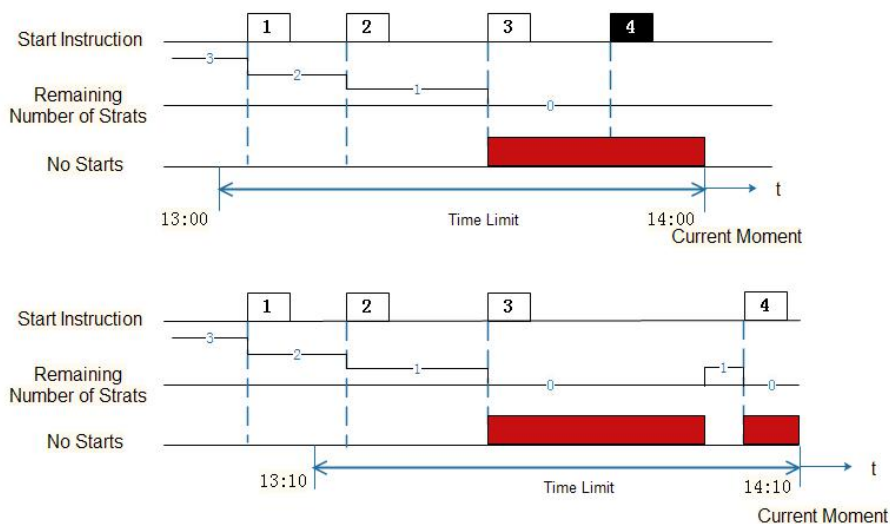 1 2 3 4
Start Instruction
3
2
1
Remaining
Number of Strats
0
No Starts
t
13:00
Time Limit
14:00
Current Moment
1 2 3 4
Start Instruction
3
2
1
1
Remaining
Number of Strats
0
0
No Starts
t
13:10
Time Limit
14:10
Current Moment